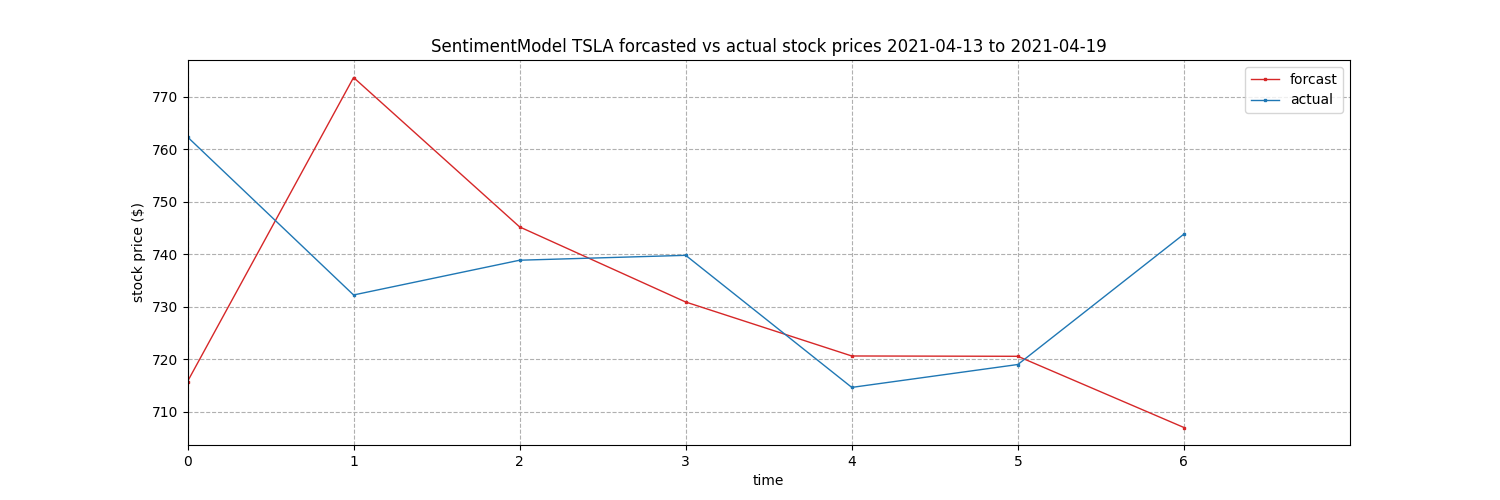 SentimentModel TSLA forcasted vs actual stock prices 2021-04-13 to 2021-04-19
forcast
actual
stock price ($)
770
760
750
740
730
720
710
0 1 2 3 4 5 6
time